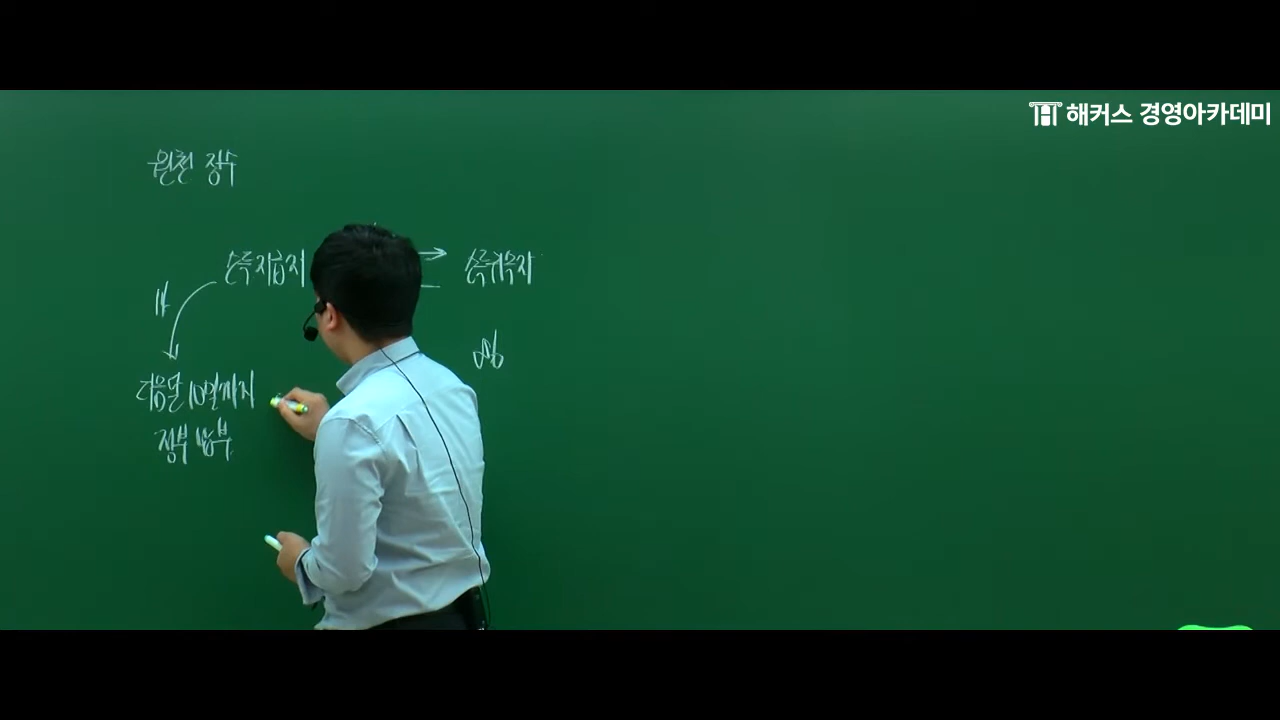 해커스 경영아카데미
원천 징수
소득지급자
소득귀속자
다음달 10일까지
정부 납부